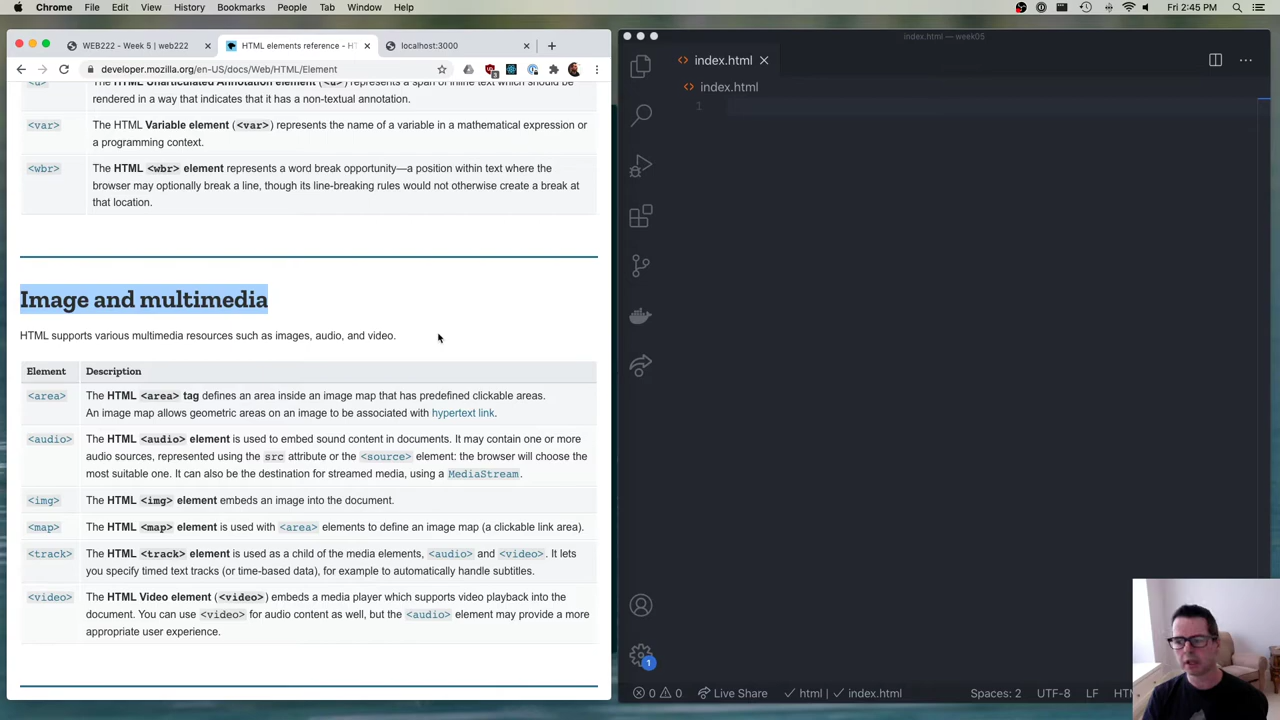 Chrome File Edit View History Bookmarks People Tab Window Help
Fri 2:45 PM
WEB222 - Week 5 | web222
HTML elements reference - HT
localhost:3000
developer.mozilla.org/en-US/docs/Web/HTML/Element
rendered in a way that indicates that it has a non-textual annotation.
<var> The HTML Variable element (<var>) represents the name of a variable in a mathematical expression or
a programming context.
<wbr> The HTML <wbr> element represents a word break opportunity—a position within text where the
browser may optionally break a line, though its line-breaking rules would not otherwise create a break at
that location.
Image and multimedia
HTML supports various multimedia resources such as images, audio, and video.
Element Description
<area> The HTML <area> tag defines an area inside an image map that has predefined clickable areas.
An image map allows geometric areas on an image to be associated with hypertext link.
<audio> The HTML <audio> element is used to embed sound content in documents. It may contain one or more
audio sources, represented using the src attribute or the <source> element: the browser will choose the
most suitable one. It can also be the destination for streamed media, using a MediaStream.
<img> The HTML <img> element embeds an image into the document.
<map> The HTML <map> element is used with <area> elements to define an image map (a clickable link area).
<track> The HTML <track> element is used as a child of the media elements, <audio> and <video>. It lets
you specify timed text tracks (or time-based data), for example to automatically handle subtitles.
<video> The HTML Video element (<video>) embeds a media player which supports video playback into the
document. You can use <video> for audio content as well, but the <audio> element may provide a more
appropriate user experience.
index.html — week05
index.html
index.html
1
1
0 0 Live Share html index.html Spaces: 2 UTF-8 LF